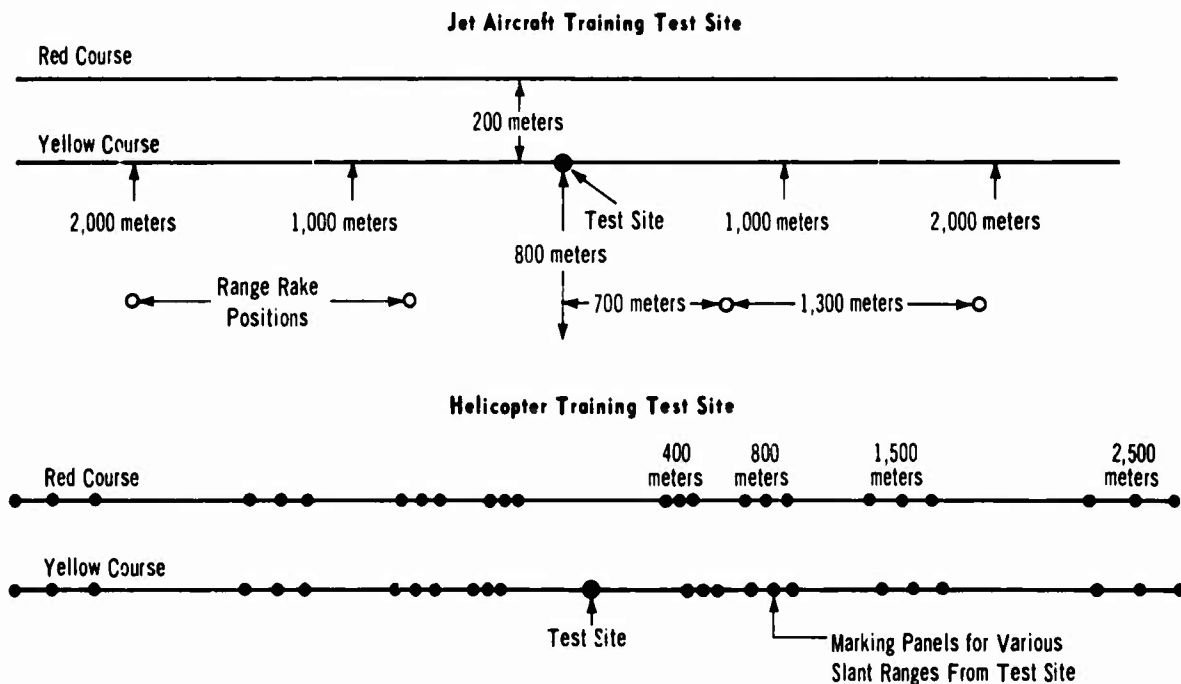 Jet Aircraft Training Test Site
Red Course
200 meters
Yellow Course
2,000 meters
1,000 meters
Test Site
1,000 meters
2,000 meters
800 meters
Range Rake
Positions
700 meters
1,300 meters
Helicopter Training Test Site
400
meters
800
meters
1,500
meters
2,500
meters
Red Course
Yellow Course
Test Site
Marking Panels for Various
Slant Ranges From Test Site